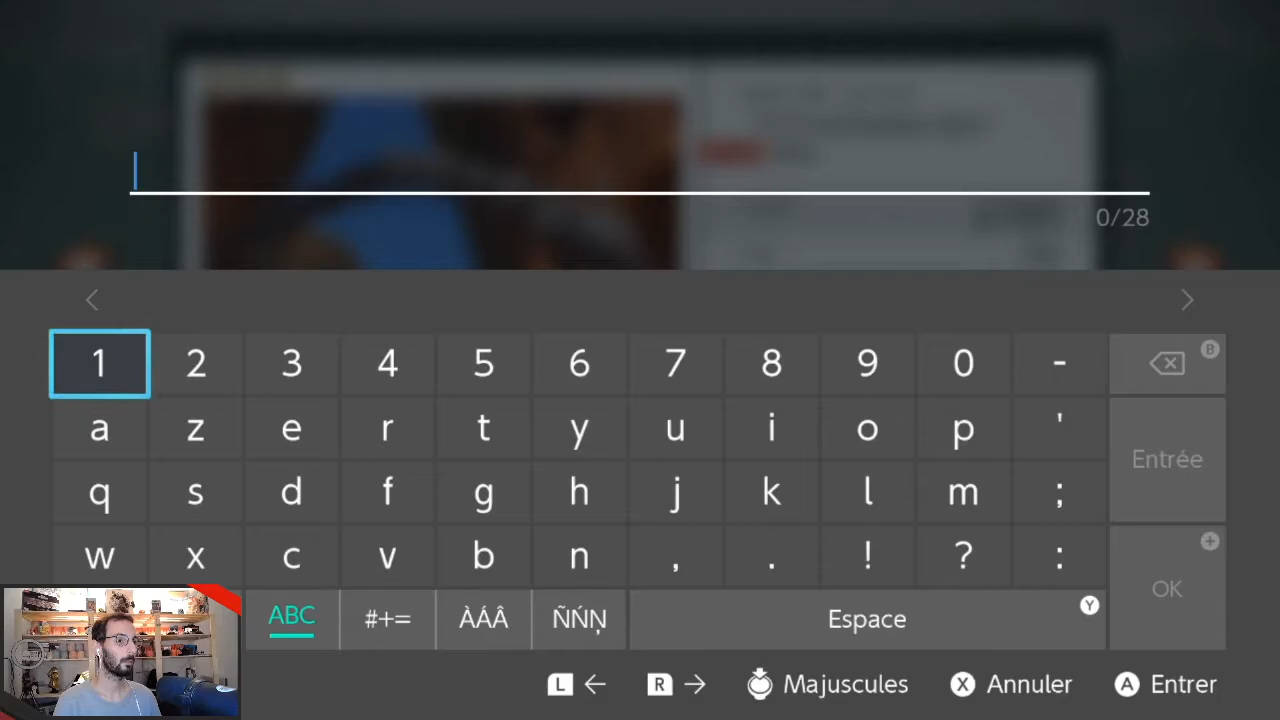 0/28
1 2 3 4 5 6 7 8 9 0 -
B
a z e r t y u i o p '
Entrée
q s d f g h j k l m ;
w x c v b n , . ! ? :
+
OK
ABC #+= ÀÁÂ ÑŃŅ Espace Y
L ← R → Majuscules X Annuler A Entrer